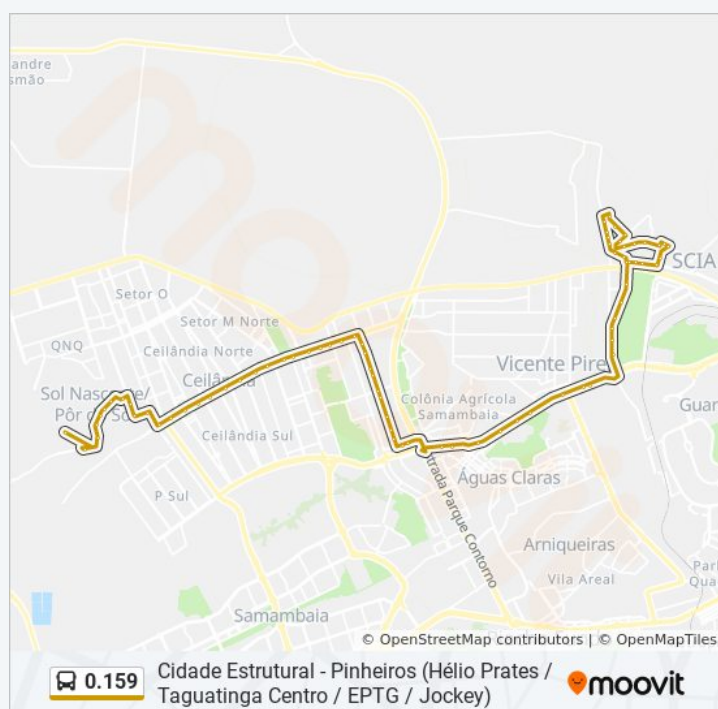 andre
smão
SCIA
Setor O
Setor M Norte
QNQ
Ceilândia Norte
Vicente Pire
Sol Nascente/
Pôr do Sol
Ceilândia
Colônia Agrícola
Samambaia
Guar
Ceilândia Sul
Estrada Parque Contorno
Águas Claras
P Sul
Arniqueiras
Vila Areal
Par
Qua
Samambaia
© OpenStreetMap contributors | © OpenMapTiles
0.159
Cidade Estrutural - Pinheiros (Hélio Prates /
Taguatinga Centro / EPTG / Jockey)
moovit